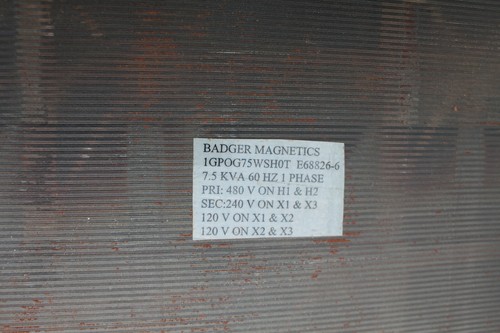 BADGER MAGNETICS
1GPOG75WSH0T E68826-6
7.5 KVA 60 HZ 1 PHASE
PRI: 480 V ON H1 & H2
SEC:240 V ON X1 & X3
120 V ON X1 & X2
120 V ON X2 & X3